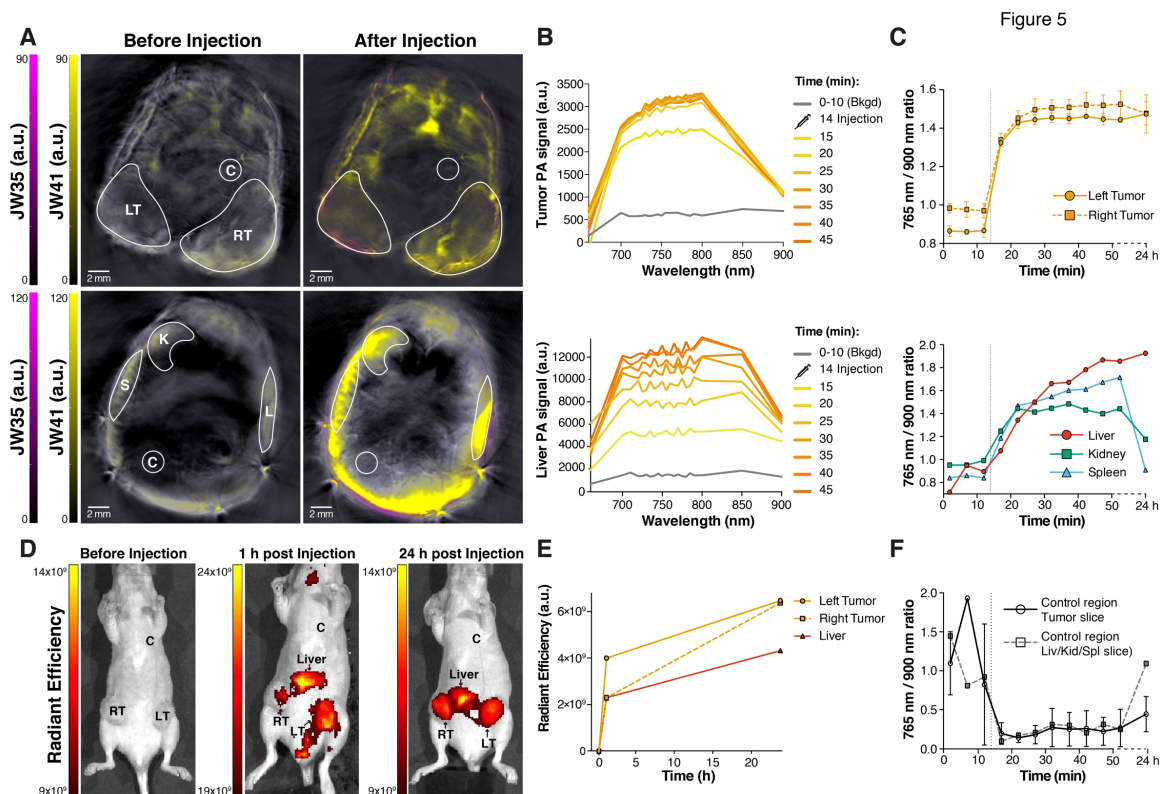 Figure 5
A
Before Injection
After Injection
90
90
JW35 (a.u.)
JW41 (a.u.)
0
0
C
LT
RT
2 mm
2 mm
120
120
JW35 (a.u.)
JW41 (a.u.)
0
0
K
S
L
C
2 mm
2 mm
B
Tumor PA signal (a.u.)
3500
3000
2500
2000
1500
1000
500
0
700 750 800 850 900
Wavelength (nm)
Time (min):
0-10 (Bkgd)
14 Injection
15
20
25
30
35
40
45
Liver PA signal (a.u.)
12000
10000
8000
6000
4000
2000
0
700 750 800 850 900
Wavelength (nm)
Time (min):
0-10 (Bkgd)
14 Injection
15
20
25
30
35
40
45
C
765 nm / 900 nm ratio
1.6
1.4
1.2
1.0
0.8
Left Tumor
Right Tumor
0 10 20 30 40 50 24 h
Time (min)
765 nm / 900 nm ratio
2.0
1.8
1.6
1.4
1.2
1.0
0.8
Liver
Kidney
Spleen
0 10 20 30 40 50 24 h
Time (min)
D
Before Injection
1 h post Injection
24 h post Injection
14x10⁹
24x10⁹
14x10⁹
Radiant Efficiency
9x10⁹
19x10⁹
9x10⁹
C
RT
LT
C
Liver
RT
LT
C
Liver
RT
LT
E
Radiant Efficiency (a.u.)
6×10⁹
4×10⁹
2×10⁹
0
0 5 10 15 20
Time (h)
Left Tumor
Right Tumor
Liver
F
765 nm / 900 nm ratio
2.0
1.5
1.0
0.5
0.0
Control region
Tumor slice
Control region
Liv/Kid/Spl slice)
0 10 20 30 40 50 24 h
Time (min)